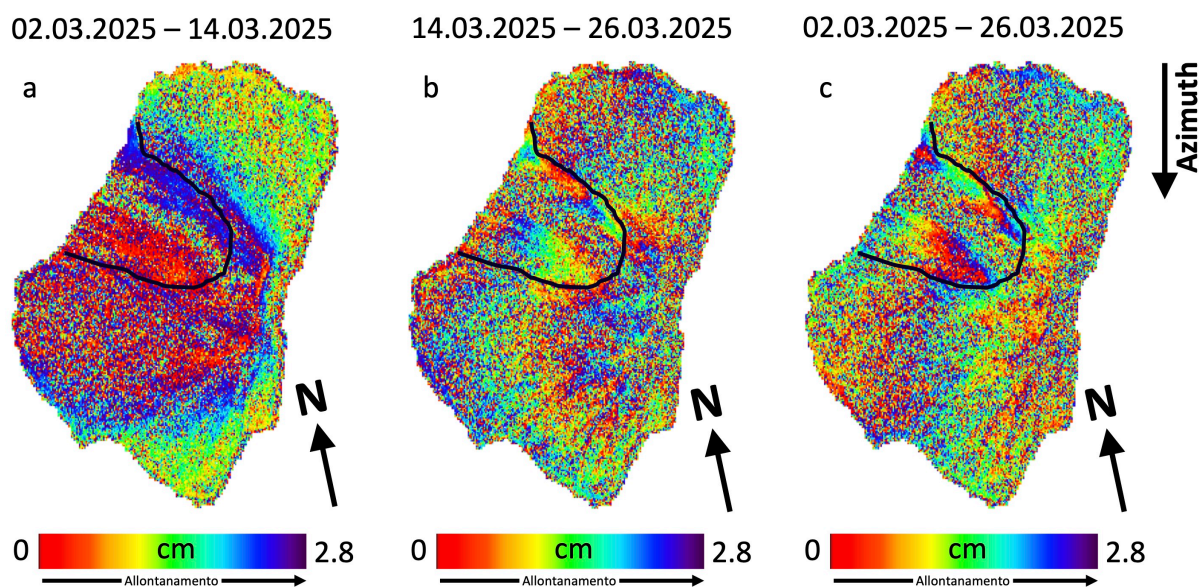 02.03.2025 – 14.03.2025
14.03.2025 – 26.03.2025
02.03.2025 – 26.03.2025
a
b
c
Azimuth
N
N
N
0 cm 2.8
0 cm 2.8
0 cm 2.8
Allontanamento
Allontanamento
Allontanamento